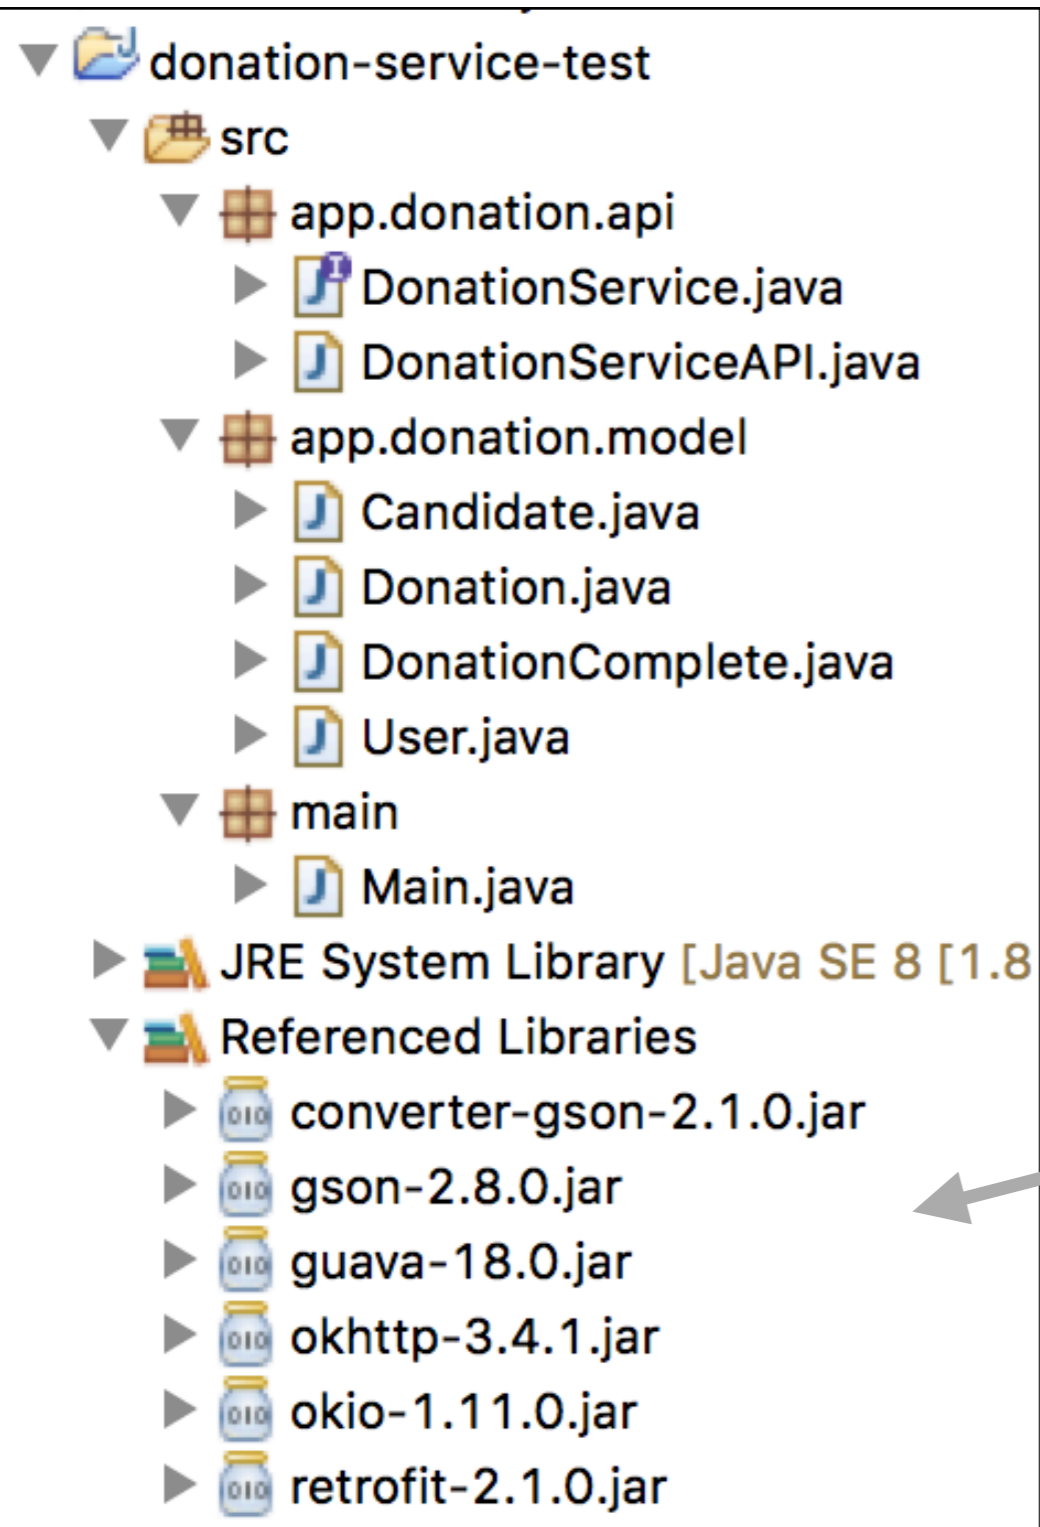 donation-service-test
src
app.donation.api
DonationService.java
DonationServiceAPI.java
app.donation.model
Candidate.java
Donation.java
DonationComplete.java
User.java
main
Main.java
JRE System Library [Java SE 8 [1.8
Referenced Libraries
converter-gson-2.1.0.jar
gson-2.8.0.jar
guava-18.0.jar
okhttp-3.4.1.jar
okio-1.11.0.jar
retrofit-2.1.0.jar